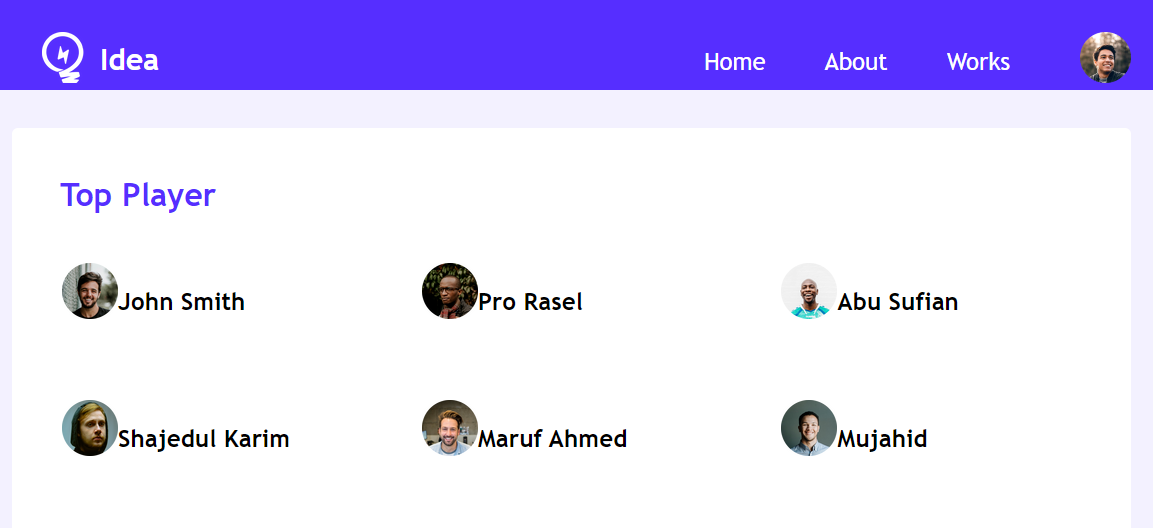 Idea Home About Works
Top Player
John Smith Pro Rasel Abu Sufian
Shajedul Karim Maruf Ahmed Mujahid